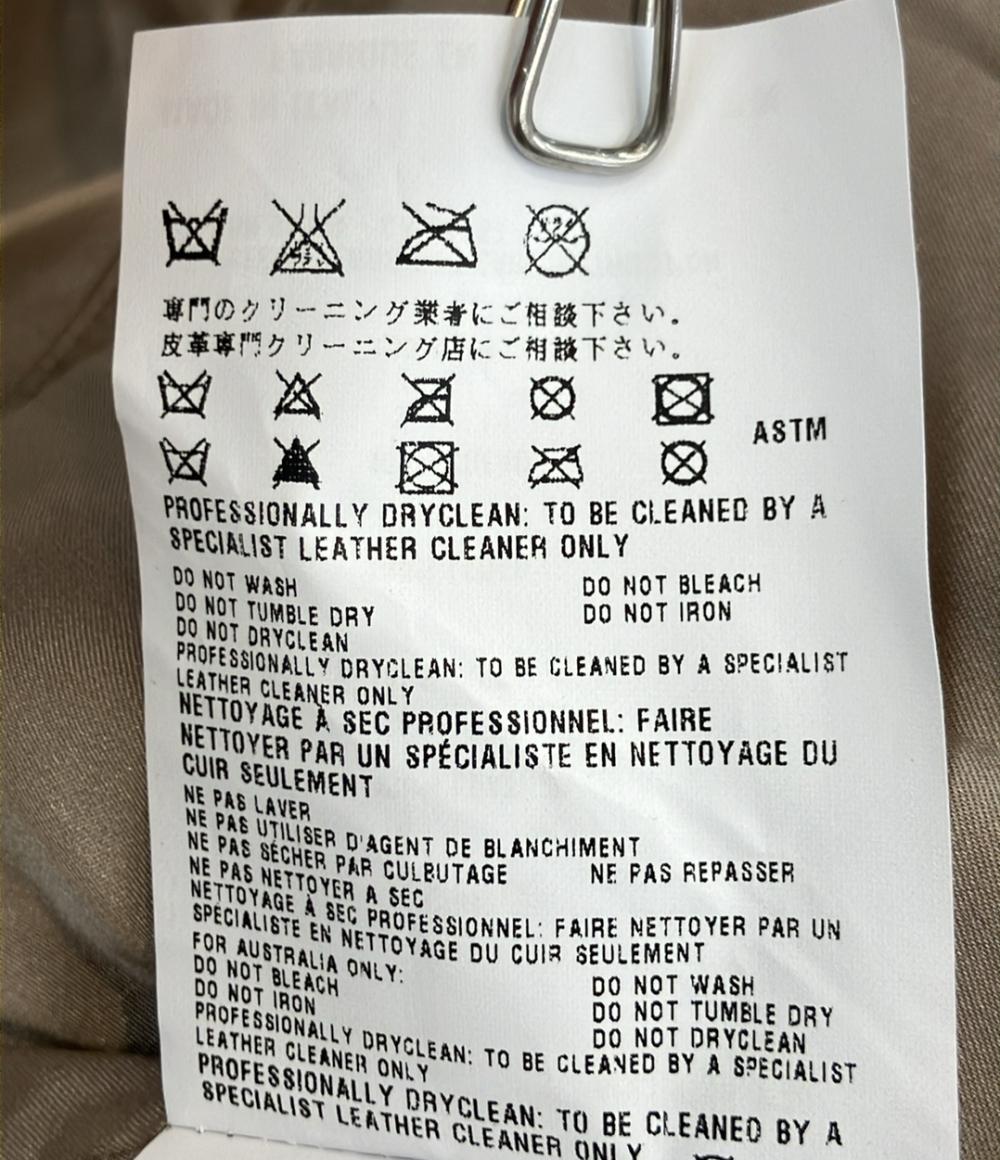 専門のクリーニング業者にご相談下さい。
皮革専門クリーニング店にご相談下さい。
ASTM
PROFESSIONALLY DRYCLEAN: TO BE CLEANED BY A
SPECIALIST LEATHER CLEANER ONLY
DO NOT WASH DO NOT BLEACH
DO NOT TUMBLE DRY DO NOT IRON
DO NOT DRYCLEAN
PROFESSIONALLY DRYCLEAN: TO BE CLEANED BY A SPECIALIST
LEATHER CLEANER ONLY
NETTOYAGE À SEC PROFESSIONNEL: FAIRE
NETTOYER PAR UN SPÉCIALISTE EN NETTOYAGE DU
CUIR SEULEMENT
NE PAS LAVER
NE PAS UTILISER D'AGENT DE BLANCHIMENT
NE PAS SÉCHER PAR CULBUTAGE NE PAS REPASSER
NE PAS NETTOYER A SEC
NETTOYAGE À SEC PROFESSIONNEL: FAIRE NETTOYER PAR UN
SPÉCIALISTE EN NETTOYAGE DU CUIR SEULEMENT
FOR AUSTRALIA ONLY: DO NOT WASH
DO NOT BLEACH DO NOT TUMBLE DRY
DO NOT IRON DO NOT DRYCLEAN
PROFESSIONALLY DRYCLEAN: TO BE CLEANED BY A SPECIALIST
LEATHER CLEANER ONLY
PROFESSIONALLY DRYCLEAN: TO BE CLEANED BY A
SPECIALIST LEATHER CLEANER ONLY